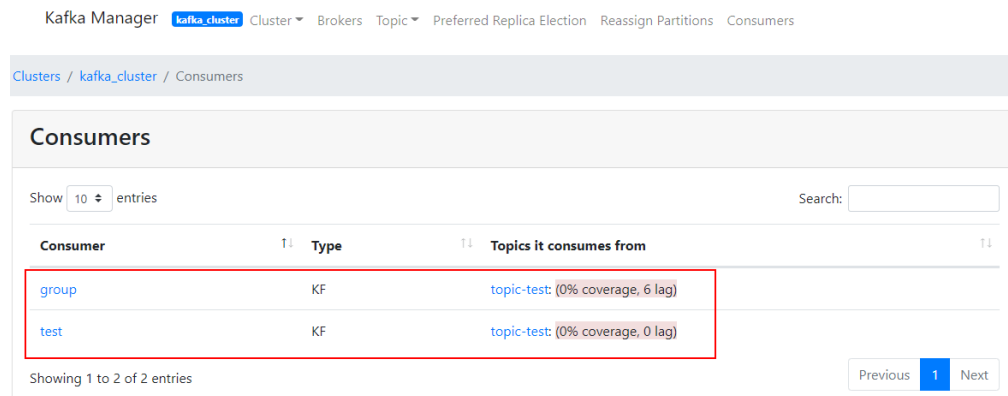 Kafka Manager kafka_cluster Cluster Brokers Topic Preferred Replica Election Reassign Partitions Consumers
Clusters / kafka_cluster / Consumers
Consumers
Show 10 entries Search:
Consumer Type Topics it consumes from
group KF topic-test: (0% coverage, 6 lag)
test KF topic-test: (0% coverage, 0 lag)
Showing 1 to 2 of 2 entries Previous 1 Next